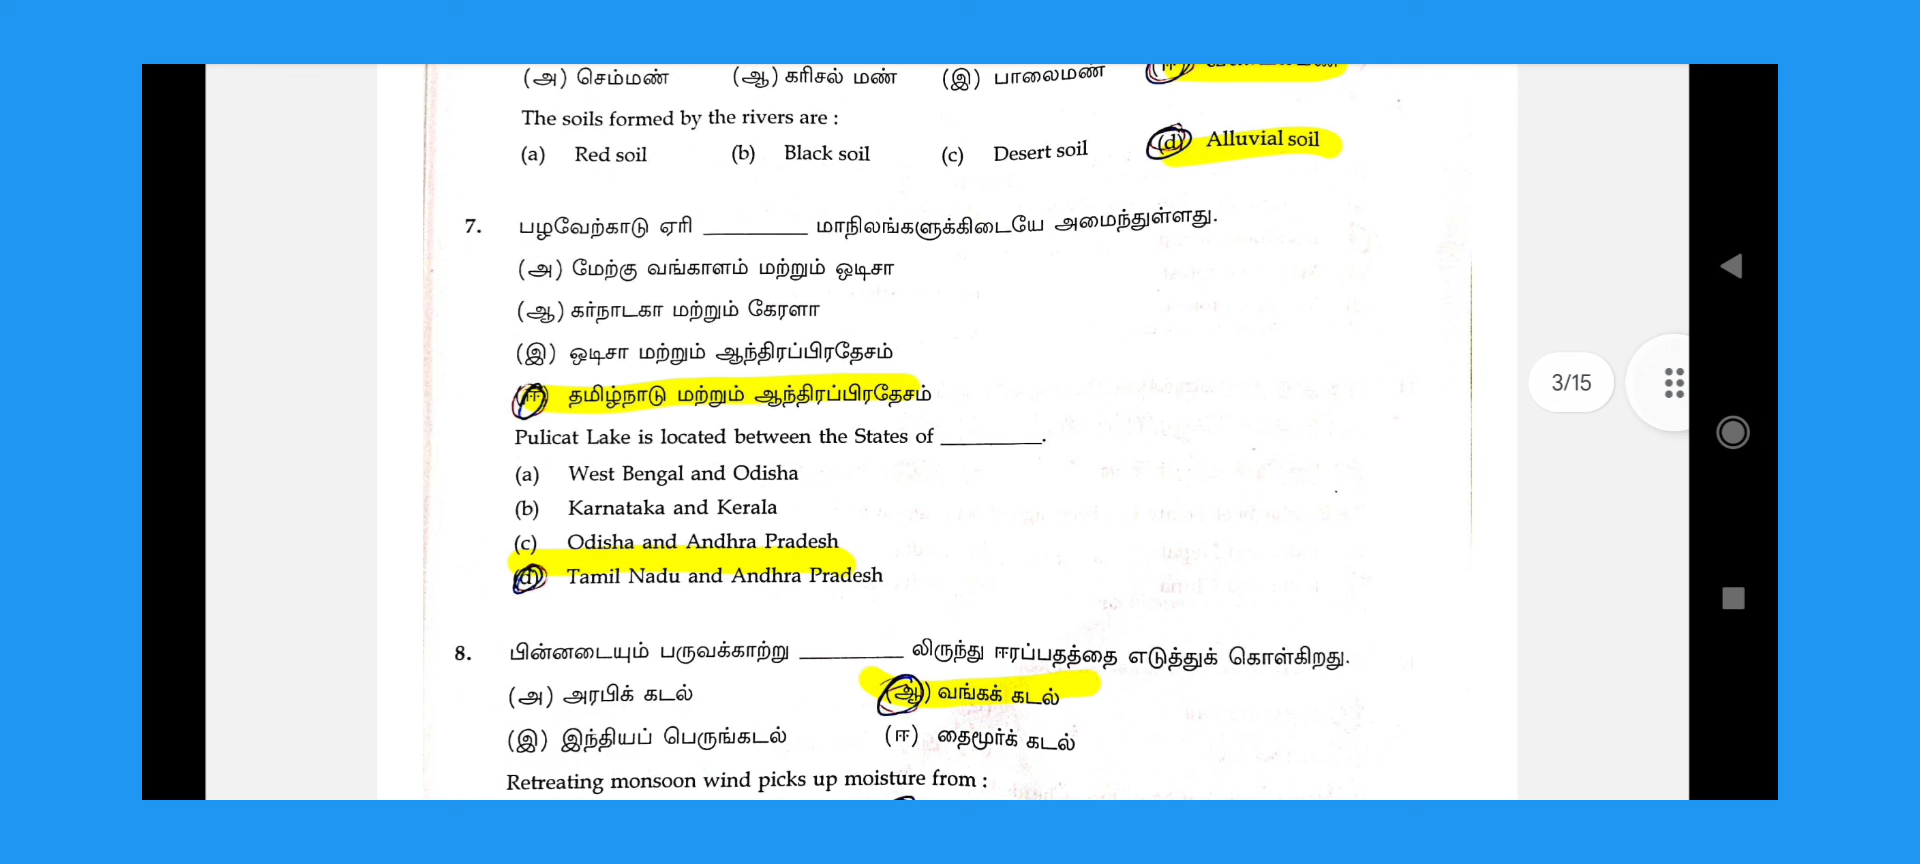 (அ) செம்மண் (ஆ) கரிசல் மண் (இ) பாலைமண் (ஈ)
The soils formed by the rivers are :
(a) Red soil (b) Black soil (c) Desert soil (d) Alluvial soil
7. பழவேற்காடு ஏரி __________ மாநிலங்களுக்கிடையே அமைந்துள்ளது.
(அ) மேற்கு வங்காளம் மற்றும் ஒடிசா
(ஆ) கர்நாடகா மற்றும் கேரளா
(இ) ஒடிசா மற்றும் ஆந்திரப்பிரதேசம்
(ஈ) தமிழ்நாடு மற்றும் ஆந்திரப்பிரதேசம்
Pulicat Lake is located between the States of __________.
(a) West Bengal and Odisha
(b) Karnataka and Kerala
(c) Odisha and Andhra Pradesh
(d) Tamil Nadu and Andhra Pradesh
3/15
8. பின்னடையும் பருவக்காற்று __________ லிருந்து ஈரப்பதத்தை எடுத்துக் கொள்கிறது.
(அ) அரபிக் கடல் (ஆ) வங்கக் கடல்
(இ) இந்தியப் பெருங்கடல் (ஈ) தைமூர்க் கடல்
Retreating monsoon wind picks up moisture from :